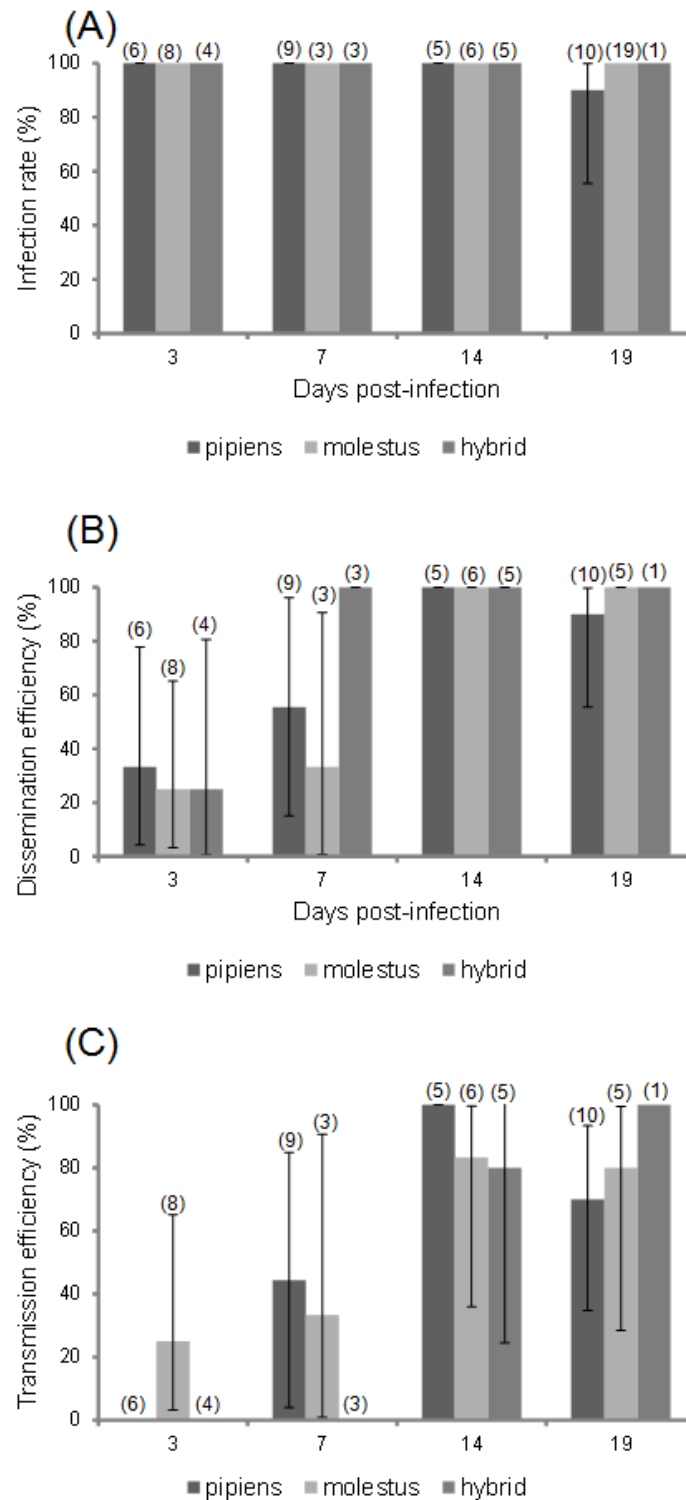 (A)
(6) (8) (4) (9) (3) (3) (5) (6) (5) (10) (19) (1)
Infection rate (%)
100
80
60
40
20
0
3 7 14 19
Days post-infection
pipiens molestus hybrid
(B)
(6) (8) (4) (9) (3) (3) (5) (6) (5) (10) (5) (1)
Dissemination efficiency (%)
100
80
60
40
20
0
3 7 14 19
Days post-infection
pipiens molestus hybrid
(C)
(6) (8) (4) (9) (3) (3) (5) (6) (5) (10) (5) (1)
Transmission efficiency (%)
100
80
60
40
20
0
3 7 14 19
pipiens molestus hybrid